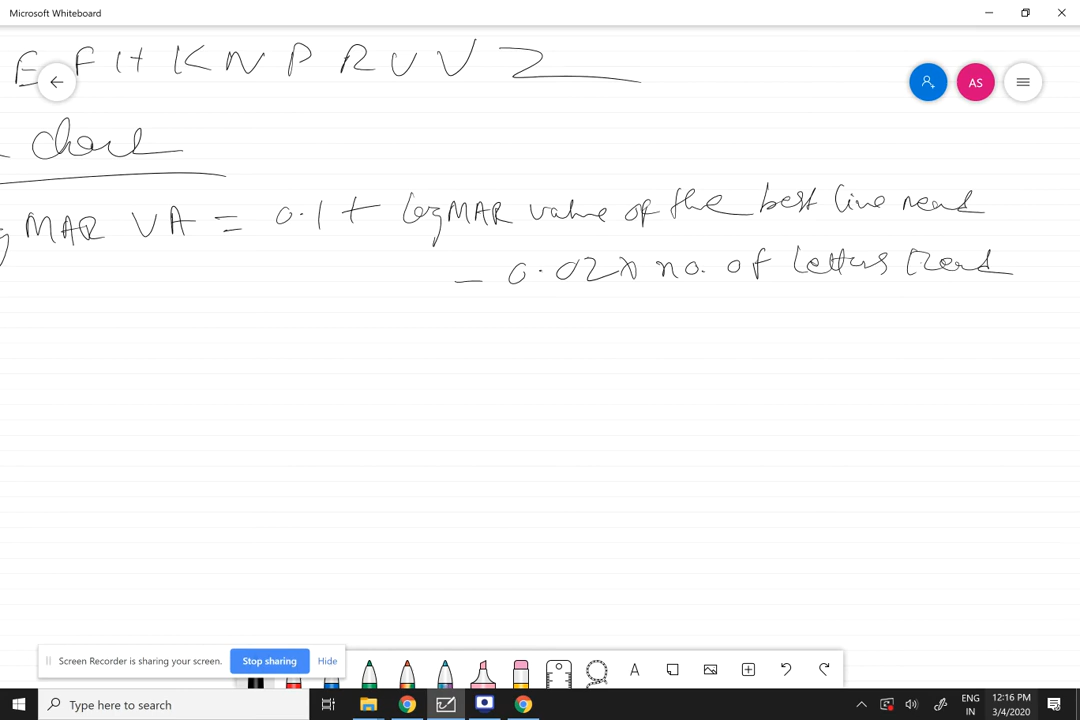 Microsoft Whiteboard
E F H K N P R U V Z
AS
chart
MAR VA = 0.1 + logMAR value of the best line read
- 0.02 x no. of letters read
Screen Recorder is sharing your screen.
Stop sharing
Hide
A
Type here to search
ENG
IN
12:16 PM
3/4/2020